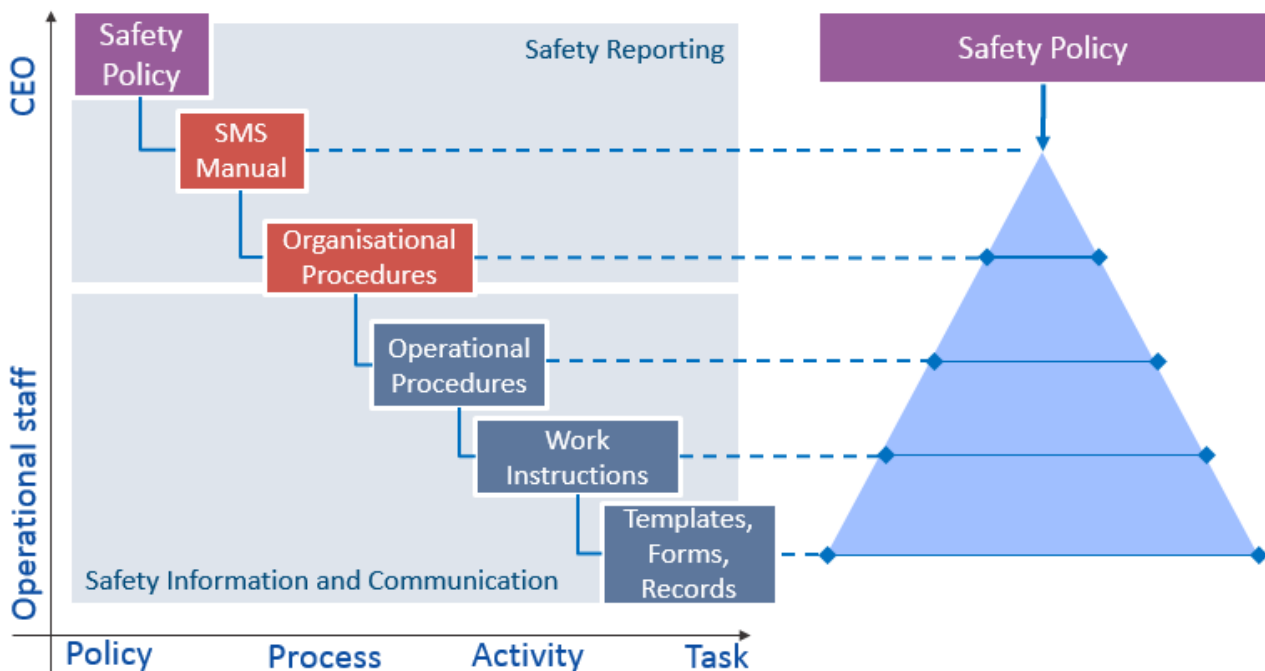 Safety
Policy
Safety Reporting
Safety Policy
CEO
SMS
Manual
Organisational
Procedures
Operational
Procedures
Work
Instructions
Templates,
Forms,
Records
Safety Information and Communication
Operational staff
Policy
Process
Activity
Task